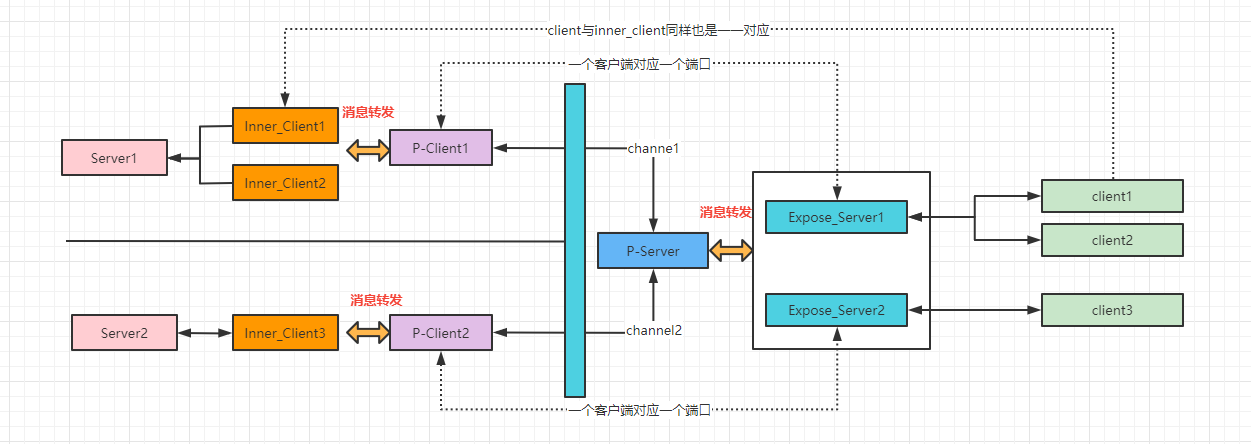 client与inner_client同样也是一一对应
一个客户端对应一个端口
消息转发
Inner_Client1
P-Client1
channe1
Server1
Inner_Client2
client1
消息转发
Expose_Server1
client2
P-Server
消息转发
Server2
Inner_Client3
P-Client2
channel2
Expose_Server2
client3
一个客户端对应一个端口